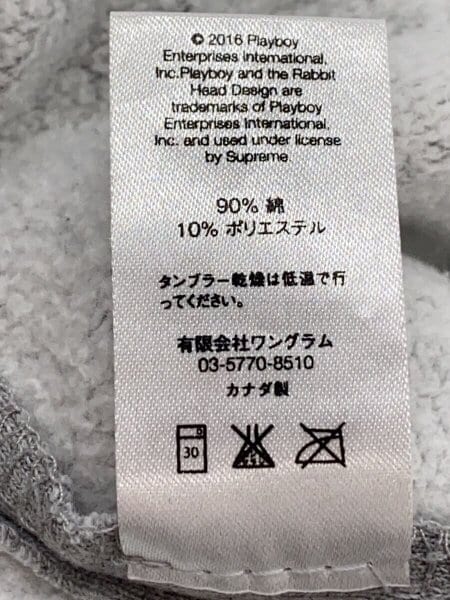 © 2016 Playboy
Enterprises International,
Inc.Playboy and the Rabbit
Head Design are
trademarks of Playboy
Enterprises International,
Inc. and used under license
by Supreme
90% 綿
10% ポリエステル
タンブラー乾燥は低温で行
ってください。
有限会社ワングラム
03-5770-8510
カナダ製
30